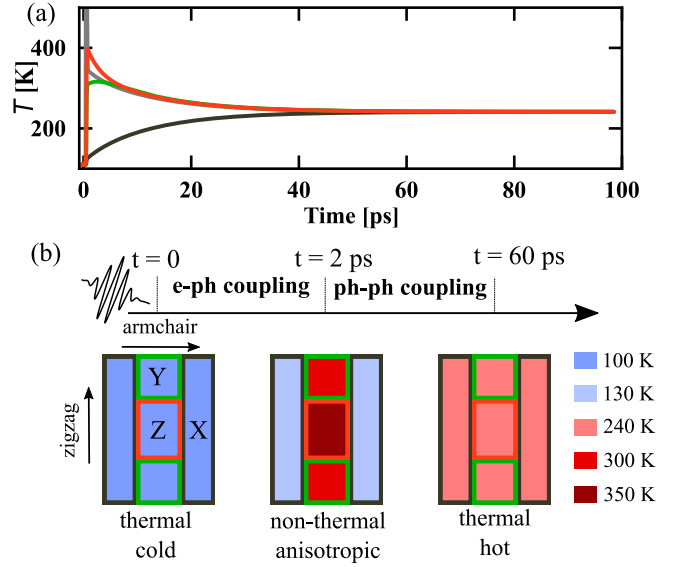 (a)
400
200
T [K]
0
20
40
60
80
100
Time [ps]
(b)
t = 0
t = 2 ps
t = 60 ps
e-ph coupling
ph-ph coupling
armchair
zigzag
Y
Z
X
100 K
130 K
240 K
300 K
350 K
thermal
cold
non-thermal
anisotropic
thermal
hot